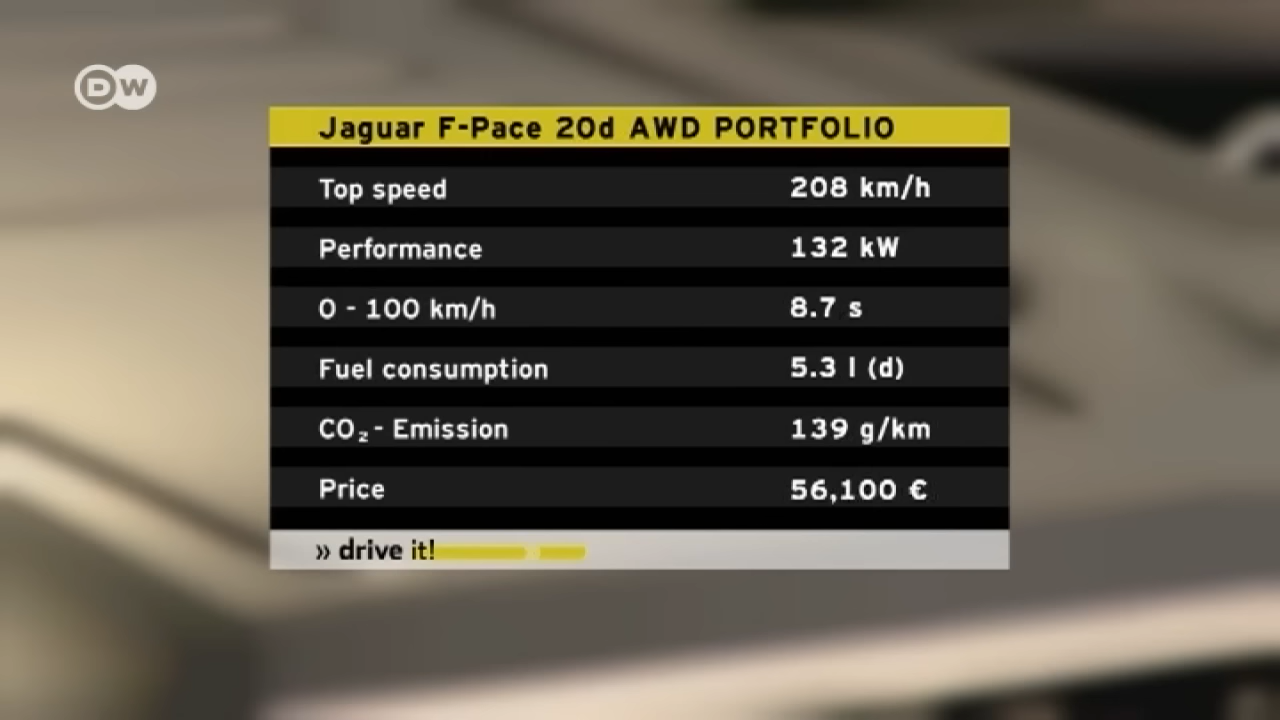 DW
Jaguar F-Pace 20d AWD PORTFOLIO
Top speed 208 km/h
Performance 132 kW
0 - 100 km/h 8.7 s
Fuel consumption 5.3 l (d)
CO₂- Emission 139 g/km
Price 56,100 €
» drive it!